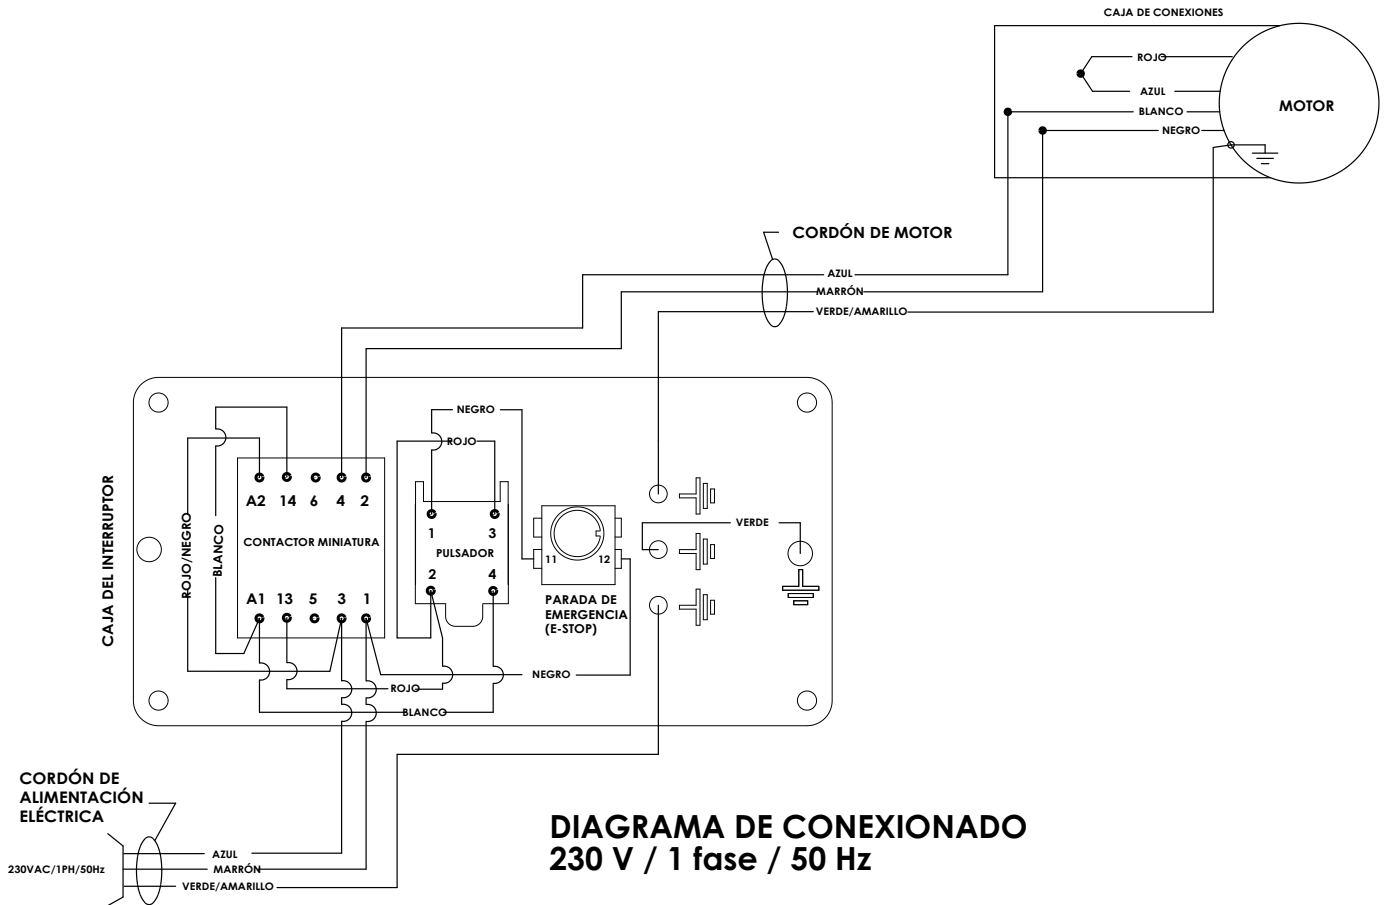 CAJA DE CONEXIONES
ROJO
AZUL
BLANCO
NEGRO
MOTOR
CORDÓN DE MOTOR
AZUL
MARRÓN
VERDE/AMARILLO
CAJA DEL INTERRUPTOR
ROJO/NEGRO
BLANCO
A2 14 6 4 2
CONTACTOR MINIATURA
A1 13 5 3 1
NEGRO
ROJO
1 3
PULSADOR
2 4
11 12
PARADA DE
EMERGENCIA
(E-STOP)
VERDE
NEGRO
ROJO
BLANCO
CORDÓN DE
ALIMENTACIÓN
ELÉCTRICA
230VAC/1PH/50Hz
AZUL
MARRÓN
VERDE/AMARILLO
DIAGRAMA DE CONEXIONADO
230 V / 1 fase / 50 Hz